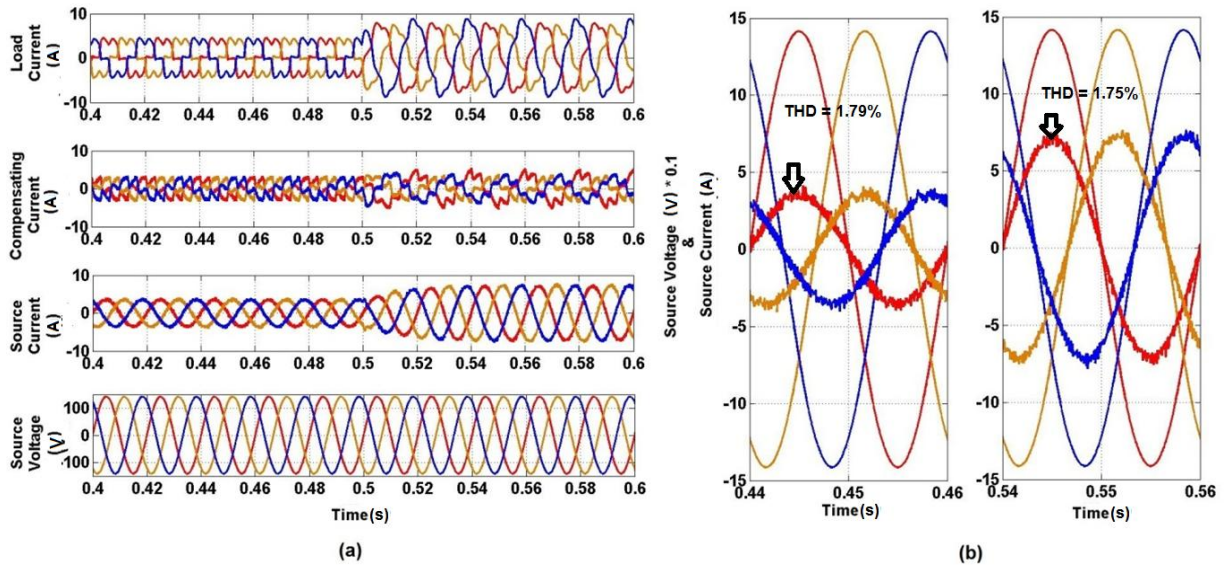 Load
Current
(A)
10
0
-10
0.4 0.42 0.44 0.46 0.48 0.5 0.52 0.54 0.56 0.58 0.6
Compensating
Current
(A)
10
0
-10
0.4 0.42 0.44 0.46 0.48 0.5 0.52 0.54 0.56 0.58 0.6
Source
Current
(A)
10
0
-10
0.4 0.42 0.44 0.46 0.48 0.5 0.52 0.54 0.56 0.58 0.6
Source
Voltage
(V)
100
0
-100
0.4 0.42 0.44 0.46 0.48 0.5 0.52 0.54 0.56 0.58 0.6
Time(s)
(a)
Source Voltage (V) * 0.1
&
Source Current (A)
15
10
5
0
-5
-10
-15
THD = 1.79%
0.44 0.45 0.46
Time(s)
15
10
5
0
-5
-10
-15
THD = 1.75%
0.54 0.55 0.56
Time(s)
(b)